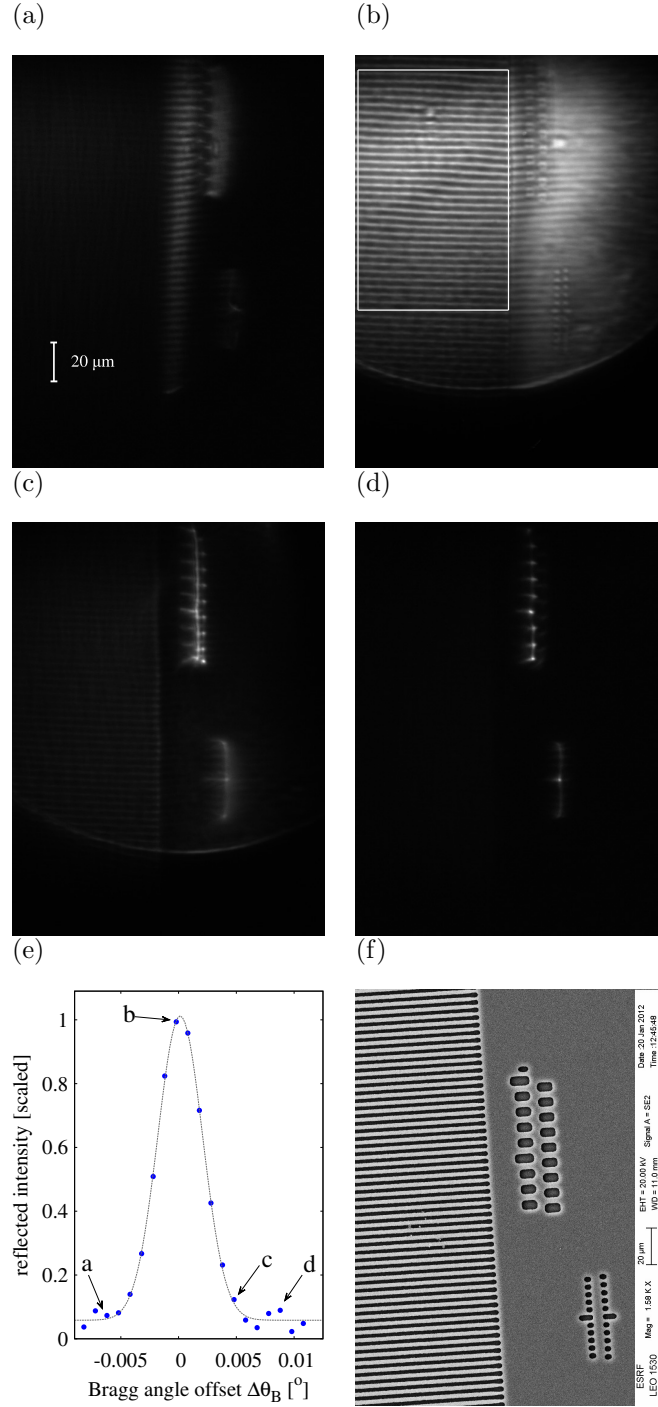 (a)
(b)
20 μm
(c)
(d)
(e)
(f)
reflected intensity [scaled]
1
0.8
0.6
0.4
0.2
0
b
a
c
d
-0.005
0
0.005
0.01
Bragg angle offset Δθ_B [°]
ESRF
LEO 1530
Mag = 1.58 K X
20 μm
EHT = 20.00 kV
WD = 11.0 mm
Signal A = SE2
Date :20 Jan 2012
Time :12:45:48